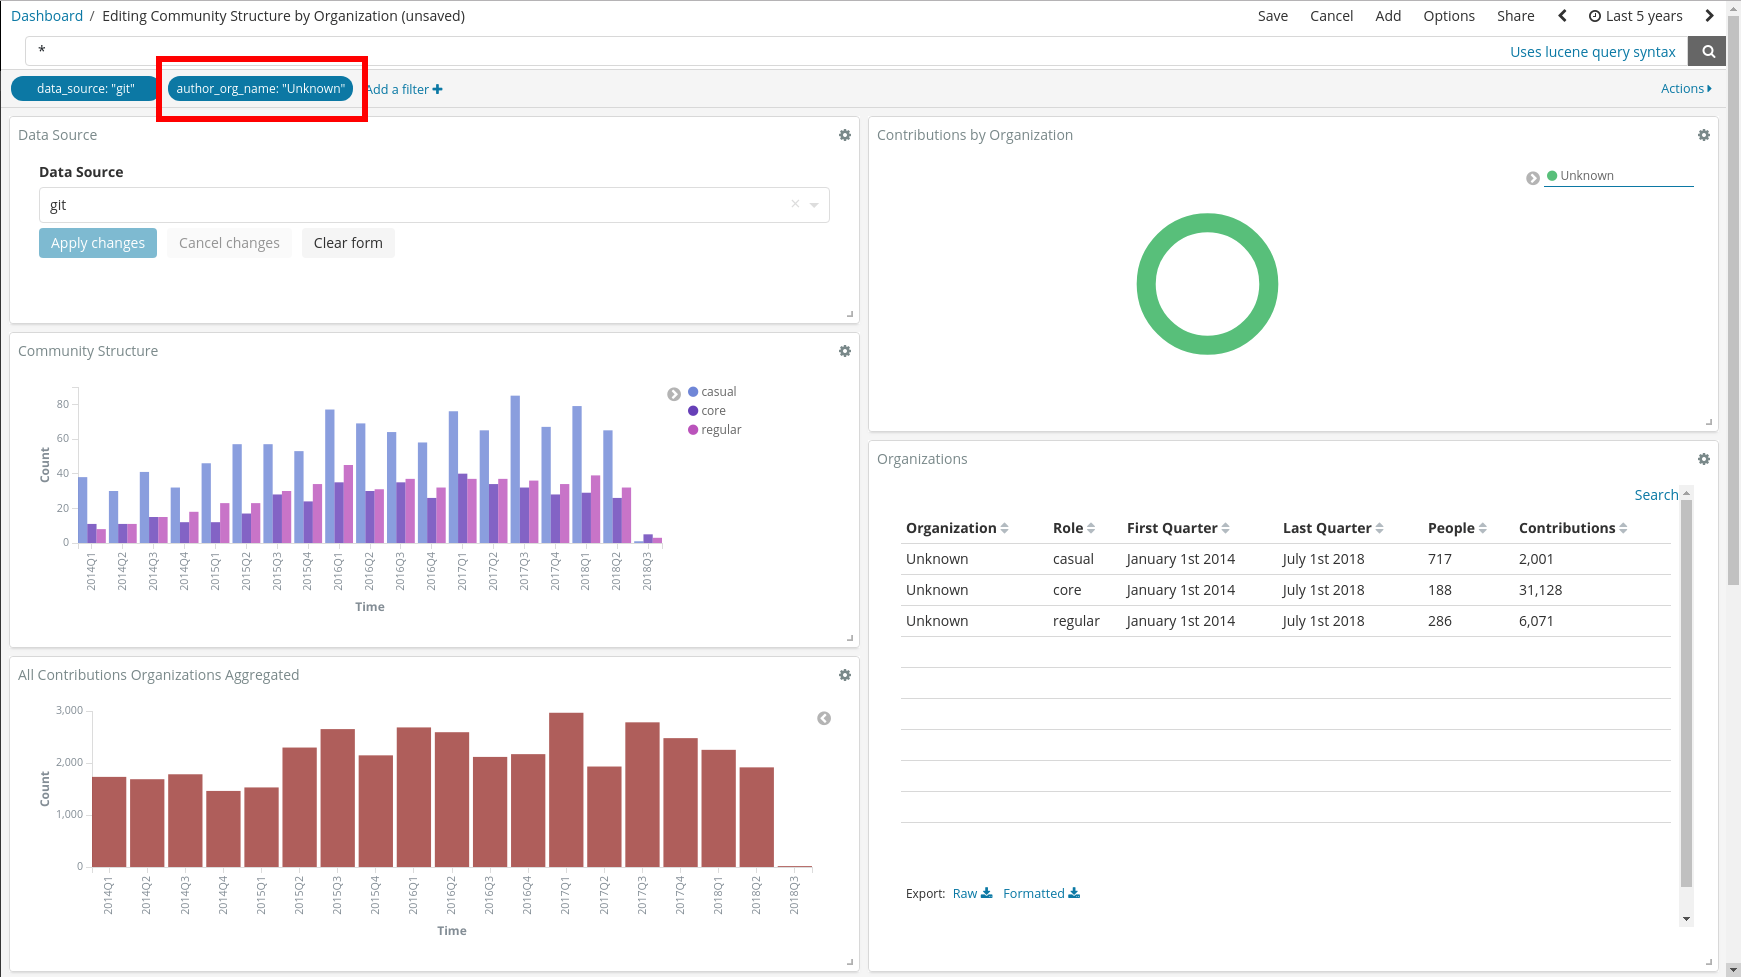 Dashboard / Editing Community Structure by Organization (unsaved)
Save Cancel Add Options Share Last 5 years
*
Uses lucene query syntax
data_source: "git" author_org_name: "Unknown" Add a filter
Actions
Data Source
Data Source
git
Apply changes Cancel changes Clear form
Contributions by Organization
Unknown
Community Structure
casual
core
regular
Count
80
60
40
20
0
2014Q1 2014Q2 2014Q3 2014Q4 2015Q1 2015Q2 2015Q3 2015Q4 2016Q1 2016Q2 2016Q3 2016Q4 2017Q1 2017Q2 2017Q3 2017Q4 2018Q1 2018Q2 2018Q3
Time
Organizations
Search
Organization Role First Quarter Last Quarter People Contributions
Unknown casual January 1st 2014 July 1st 2018 717 2,001
Unknown core January 1st 2014 July 1st 2018 188 31,128
Unknown regular January 1st 2014 July 1st 2018 286 6,071
Export: Raw Formatted
All Contributions Organizations Aggregated
Count
3,000
2,000
1,000
0
2014Q1 2014Q2 2014Q3 2014Q4 2015Q1 2015Q2 2015Q3 2015Q4 2016Q1 2016Q2 2016Q3 2016Q4 2017Q1 2017Q2 2017Q3 2017Q4 2018Q1 2018Q2 2018Q3
Time